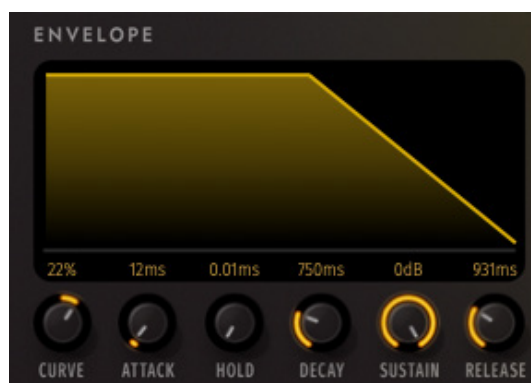 ENVELOPE
22% 12ms 0.01ms 750ms 0dB 931ms
CURVE ATTACK HOLD DECAY SUSTAIN RELEASE